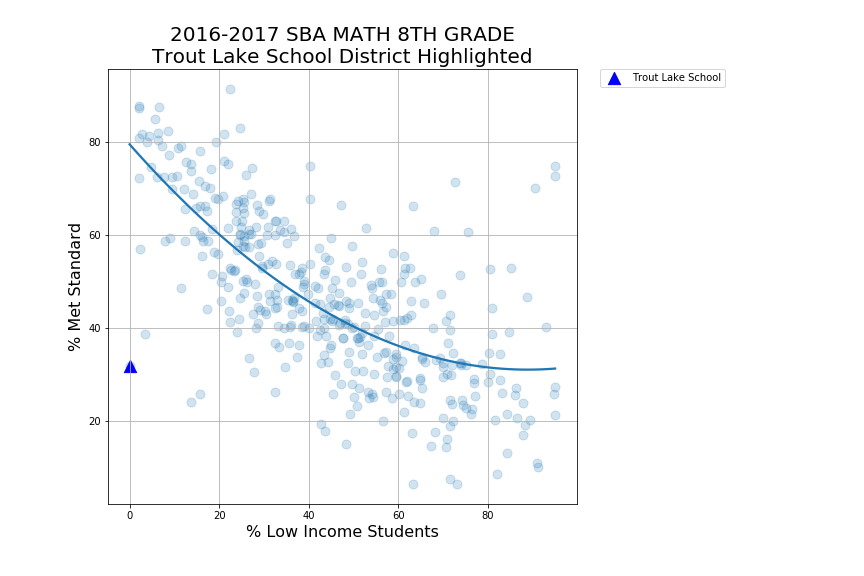 2016-2017 SBA MATH 8TH GRADE
Trout Lake School District Highlighted
Trout Lake School
% Met Standard
80
60
40
20
0
20
40
60
80
% Low Income Students